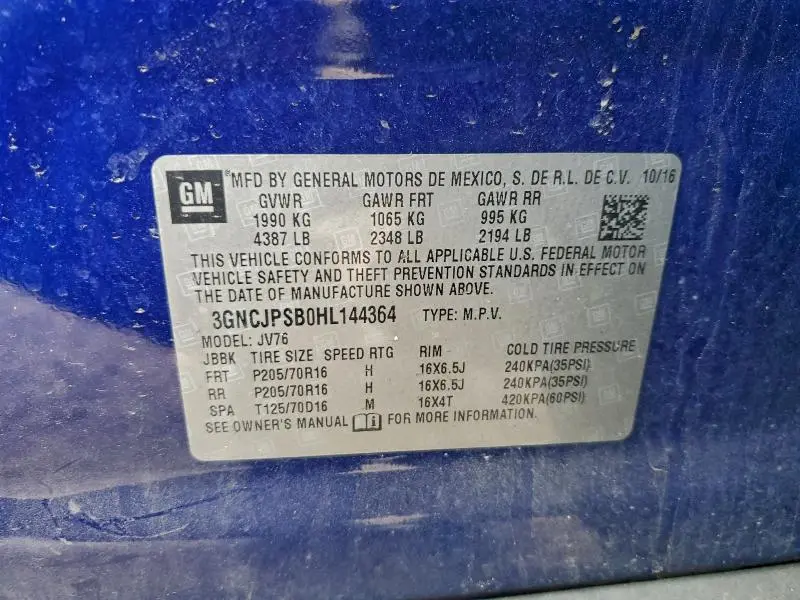 GM ® MFD BY GENERAL MOTORS DE MEXICO, S. DE R.L. DE C.V. 10/16
GVWR GAWR FRT GAWR RR
1990 KG 1065 KG 995 KG
4387 LB 2348 LB 2194 LB
THIS VEHICLE CONFORMS TO ALL APPLICABLE U.S. FEDERAL MOTOR
VEHICLE SAFETY AND THEFT PREVENTION STANDARDS IN EFFECT ON
THE DATE OF MANUFACTURE SHOWN ABOVE.
3GNCJPSB0HL144364 TYPE: M.P.V.
MODEL: JV76
JBBK TIRE SIZE SPEED RTG RIM COLD TIRE PRESSURE
FRT P205/70R16 H 16X6.5J 240KPA(35PSI)
RR P205/70R16 H 16X6.5J 240KPA(35PSI)
SPA T125/70D16 M 16X4T 420KPA(60PSI)
SEE OWNER'S MANUAL FOR MORE INFORMATION.